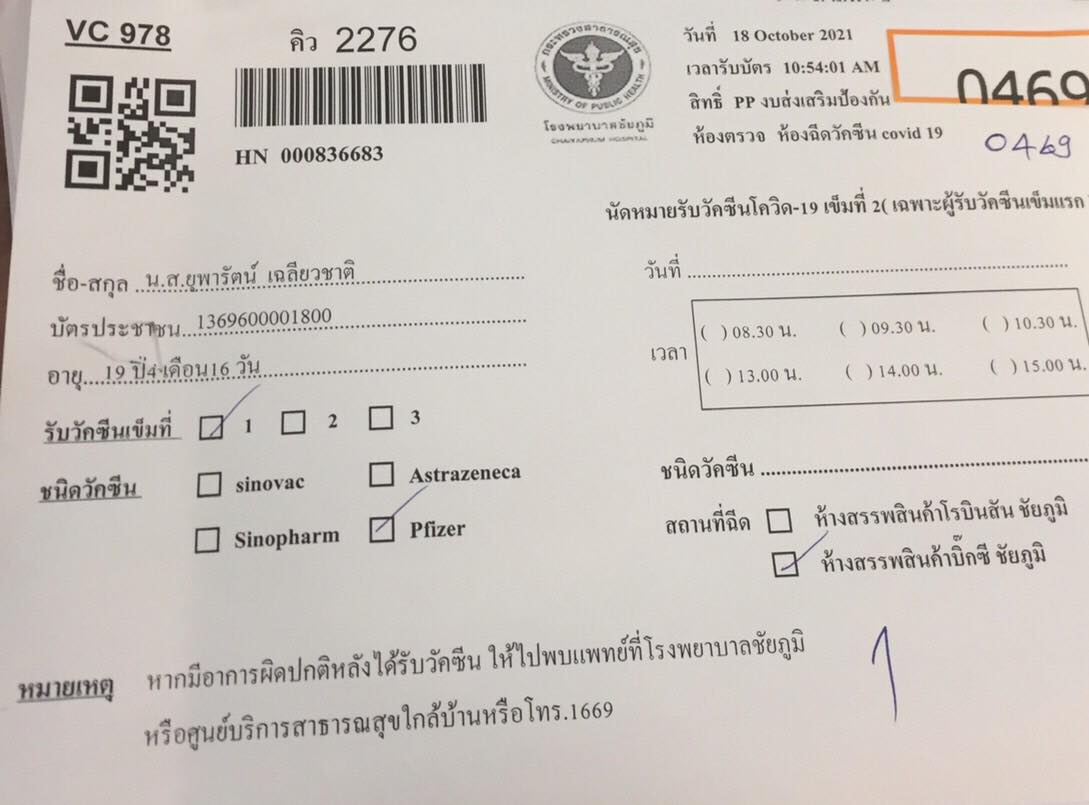 VC 978
คิว 2276
HN 000836683
กระทรวงสาธารณสุข
MINISTRY OF PUBLIC HEALTH
โรงพยาบาลชัยภูมิ
CHAIYAPHUM HOSPITAL
วันที่ 18 October 2021
เวลารับบัตร 10:54:01 AM
สิทธิ์ PP งบส่งเสริมป้องกัน
ห้องตรวจ ห้องฉีดวัคซีน covid 19
0469
0469
นัดหมายรับวัคซีนโควิด-19 เข็มที่ 2( เฉพาะผู้รับวัคซีนเข็มแรก
ชื่อ-สกุล น.ส.ยุพารัตน์ เฉลียวชาติ
บัตรประชาชน 1369600001800
อายุ 19 ปี4 เดือน16 วัน
รับวัคซีนเข็มที่ 1 2 3
ชนิดวัคซีน sinovac Astrazeneca
Sinopharm Pfizer
วันที่
เวลา
( ) 08.30 น. ( ) 09.30 น. ( ) 10.30 น.
( ) 13.00 น. ( ) 14.00 น. ( ) 15.00 น.
ชนิดวัคซีน
สถานที่ฉีด ห้างสรรพสินค้าโรบินสัน ชัยภูมิ
ห้างสรรพสินค้าบิ๊กซี ชัยภูมิ
1
หมายเหตุ หากมีอาการผิดปกติหลังได้รับวัคซีน ให้ไปพบแพทย์ที่โรงพยาบาลชัยภูมิ
หรือศูนย์บริการสาธารณสุขใกล้บ้านหรือโทร.1669